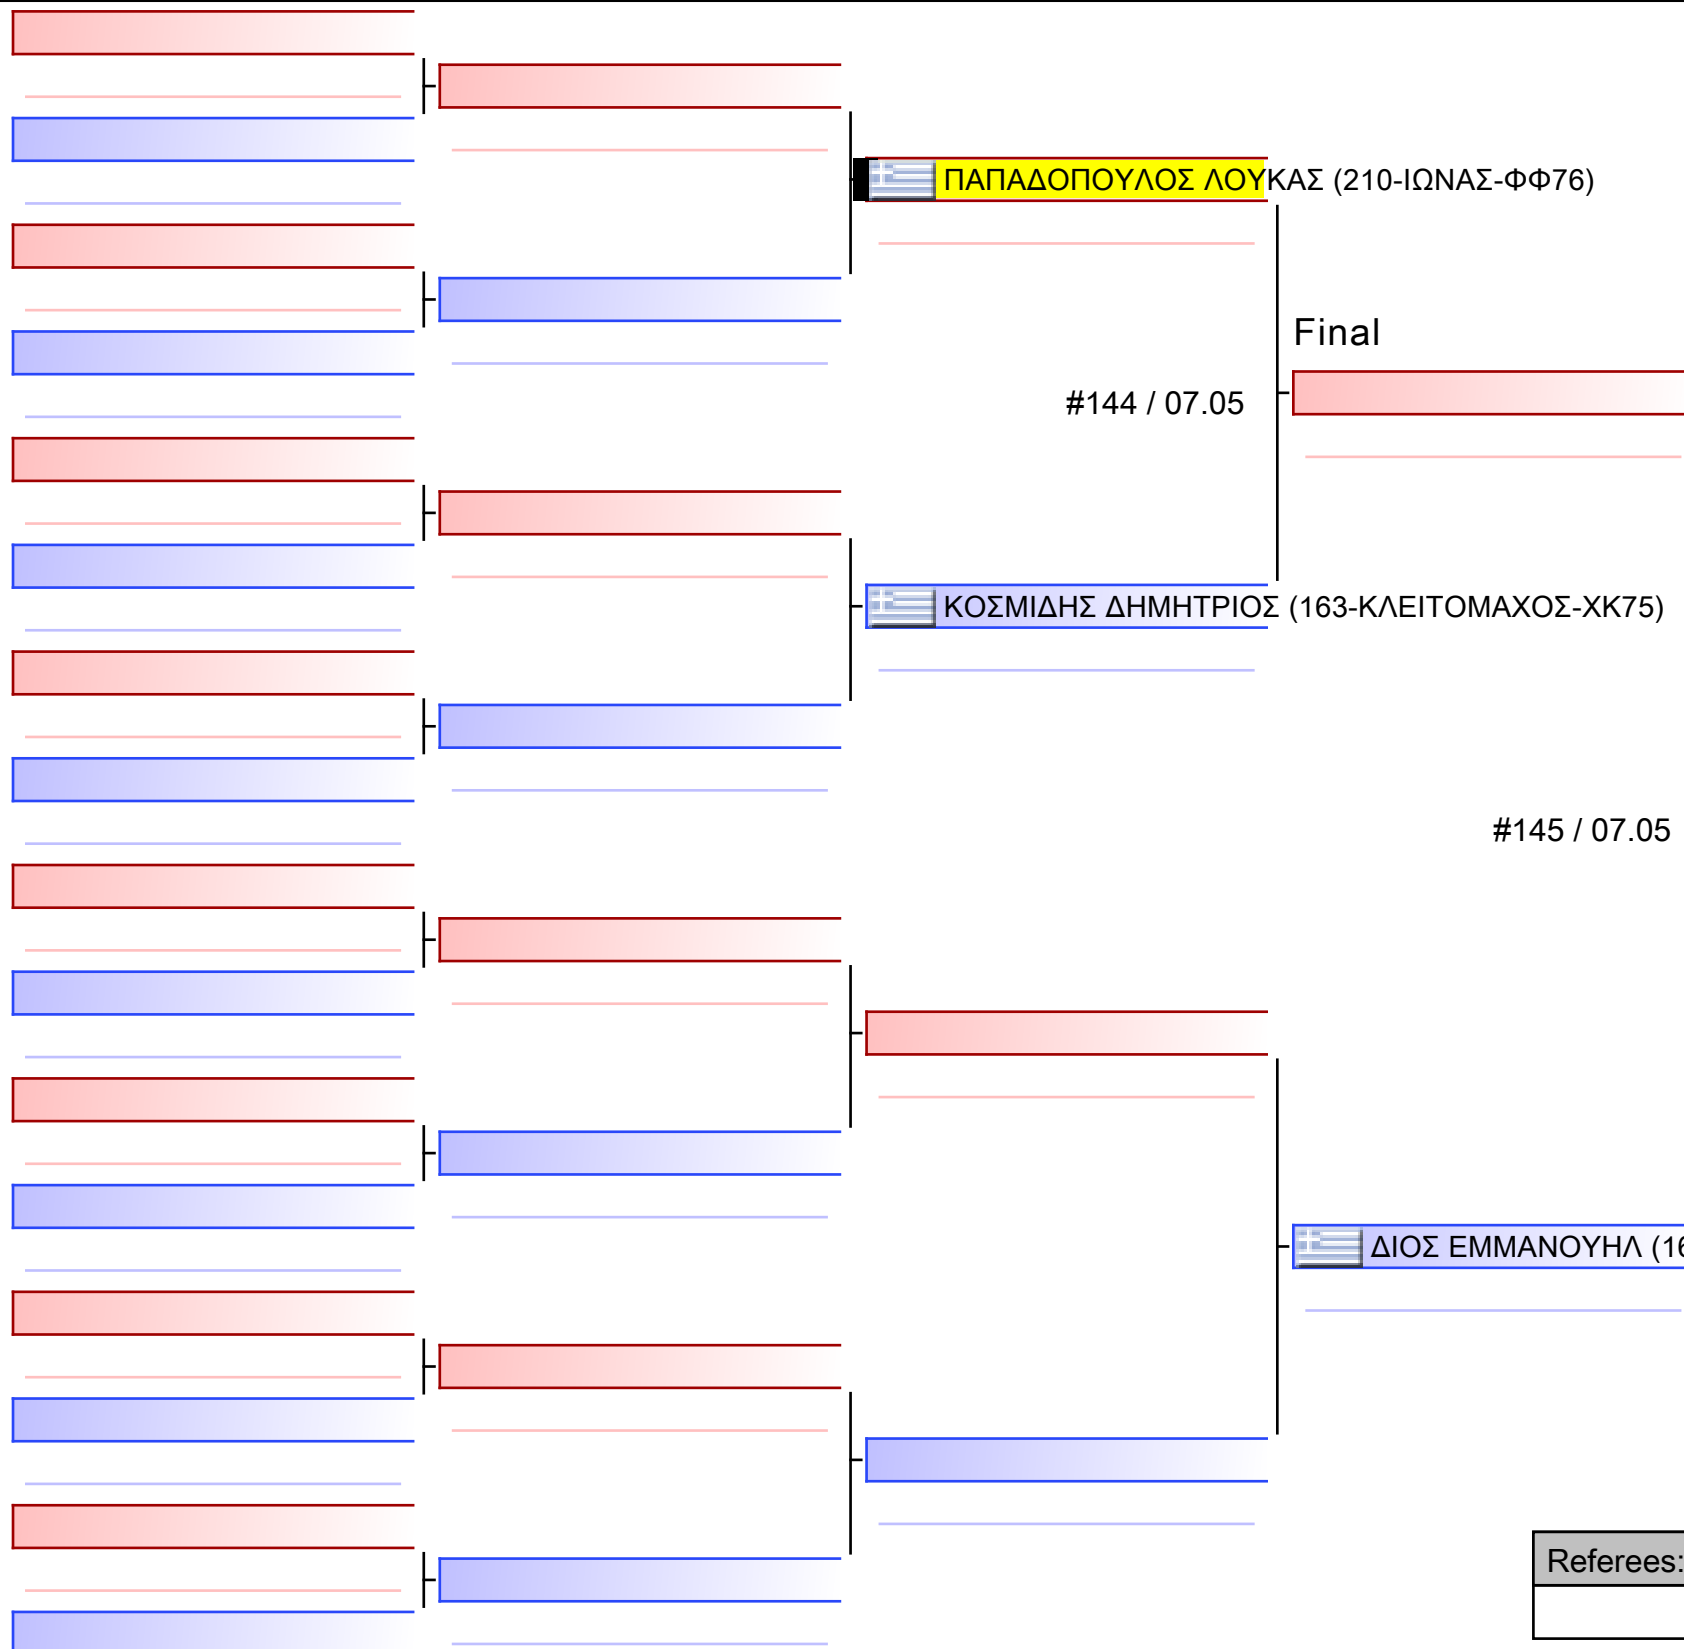 ΠΑΠΑΔΟΠΟΥΛΟΣ ΛΟΥΚΑΣ (210-ΙΩΝΑΣ-ΦΦ76)
Final
#144 / 07.05
ΚΟΣΜΙΔΗΣ ΔΗΜΗΤΡΙΟΣ (163-ΚΛΕΙΤΟΜΑΧΟΣ-ΧΚ75)
#145 / 07.05
ΔΙΟΣ ΕΜΜΑΝΟΥΗΛ (16
Referees: